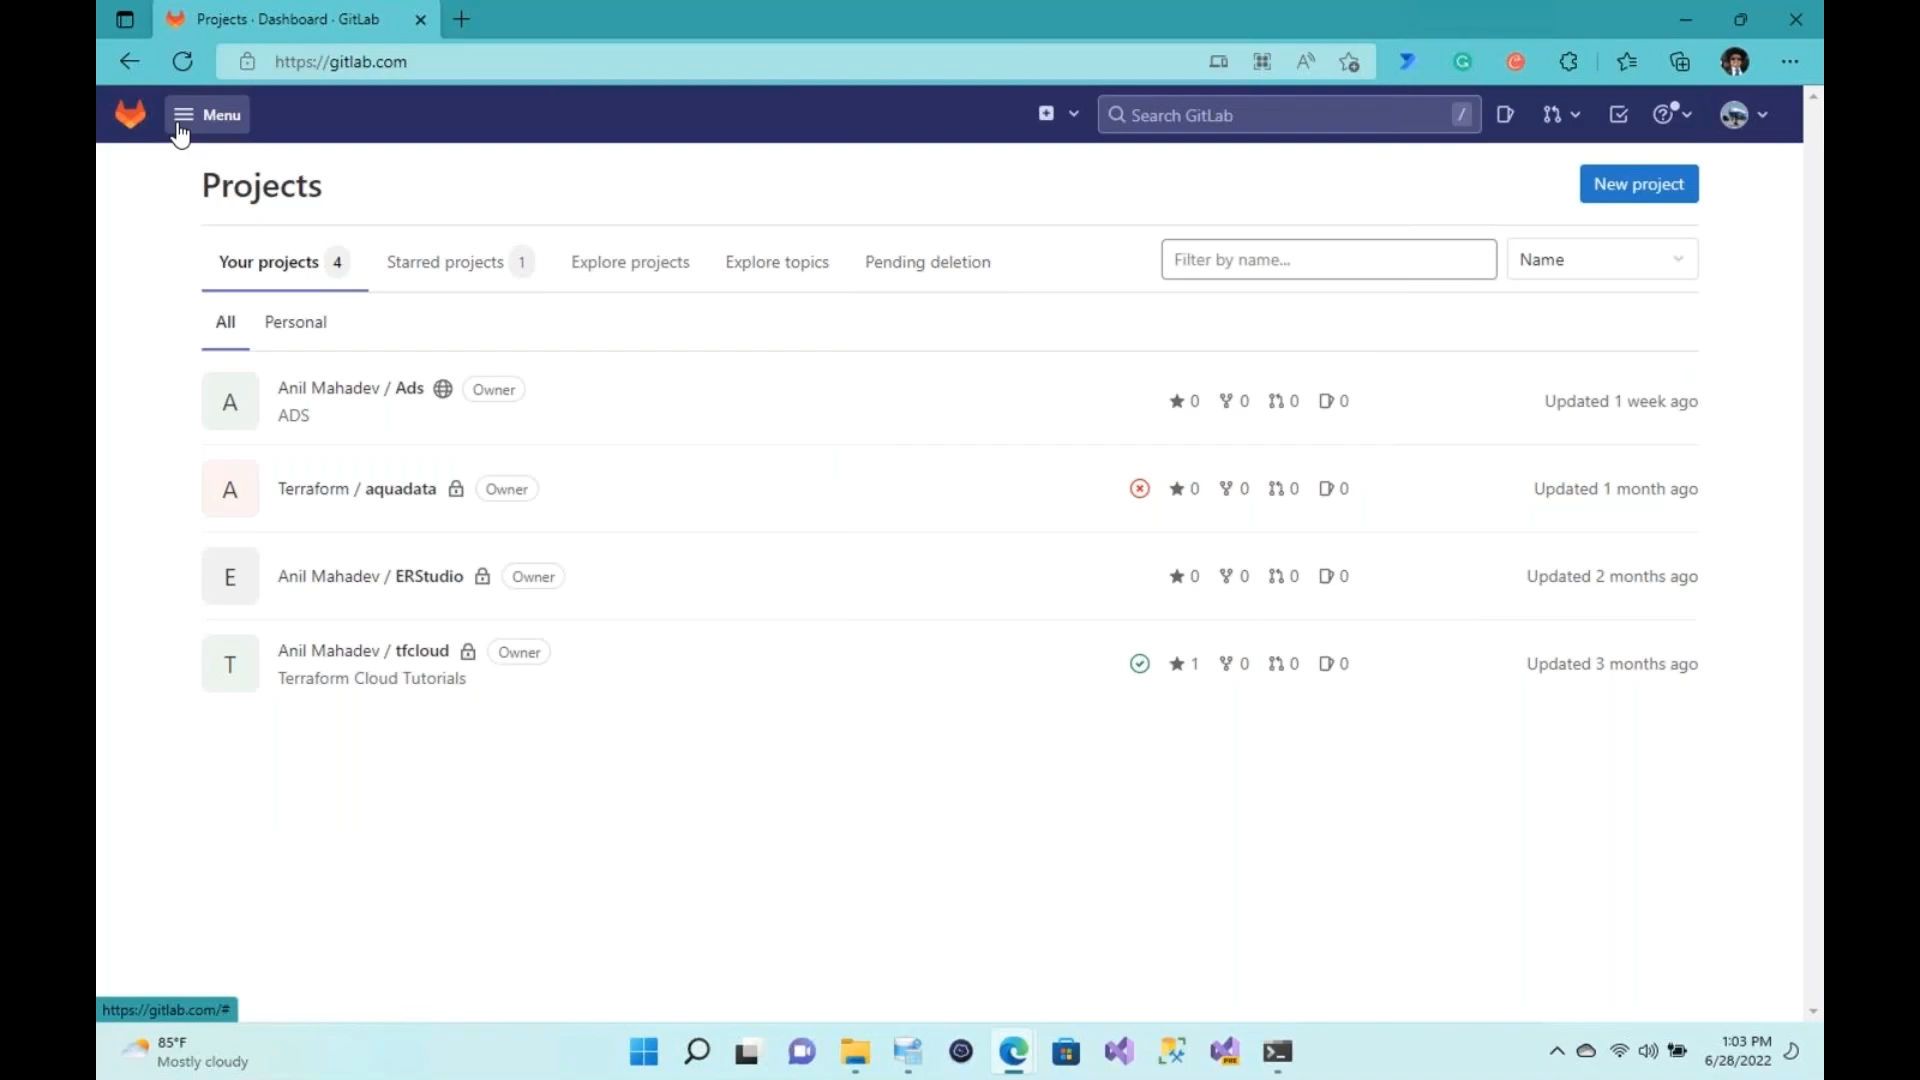 Projects · Dashboard · GitLab
https://gitlab.com
Menu
Search GitLab /
Projects
New project
Your projects 4 Starred projects 1 Explore projects Explore topics Pending deletion Filter by name... Name
All Personal
A Anil Mahadev / Ads Owner 0 0 0 0 Updated 1 week ago
ADS
A Terraform / aquadata Owner 0 0 0 0 Updated 1 month ago
E Anil Mahadev / ERStudio Owner 0 0 0 0 Updated 2 months ago
T Anil Mahadev / tfcloud Owner 1 0 0 0 Updated 3 months ago
Terraform Cloud Tutorials
https://gitlab.com/#
85°F
Mostly cloudy
PRE
1:03 PM
6/28/2022